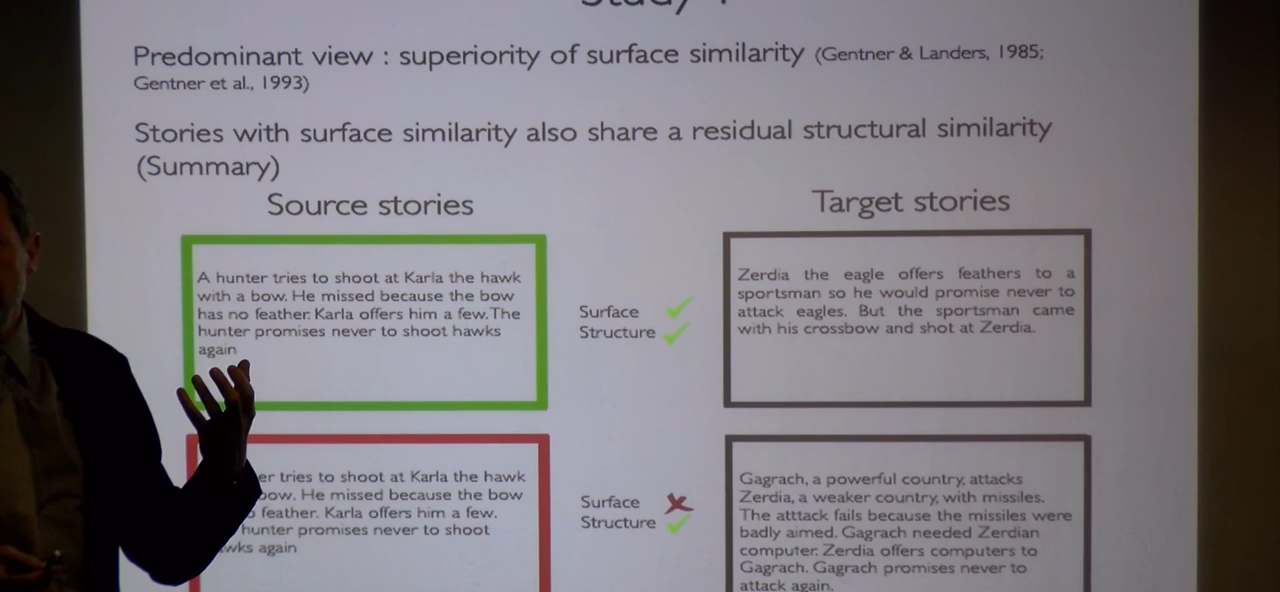 Predominant view : superiority of surface similarity (Gentner & Landers, 1985;
Gentner et al., 1993)
Stories with surface similarity also share a residual structural similarity
(Summary)
Source stories
Target stories
A hunter tries to shoot at Karla the hawk
with a bow. He missed because the bow
has no feather. Karla offers him a few. The
hunter promises never to shoot hawks
again
Surface
Structure
Zerdia the eagle offers feathers to a
sportsman so he would promise never to
attack eagles. But the sportsman came
with his crossbow and shot at Zerdia.
tries to shoot at Karla the hawk
He missed because the bow
feather. Karla offers him a few.
hunter promises never to shoot
again
Surface
Structure
Gagrach, a powerful country, attacks
Zerdia, a weaker country, with missiles.
The atttack fails because the missiles were
badly aimed. Gagrach needed Zerdian
computer. Zerdia offers computers to
Gagrach. Gagrach promises never to
attack again.